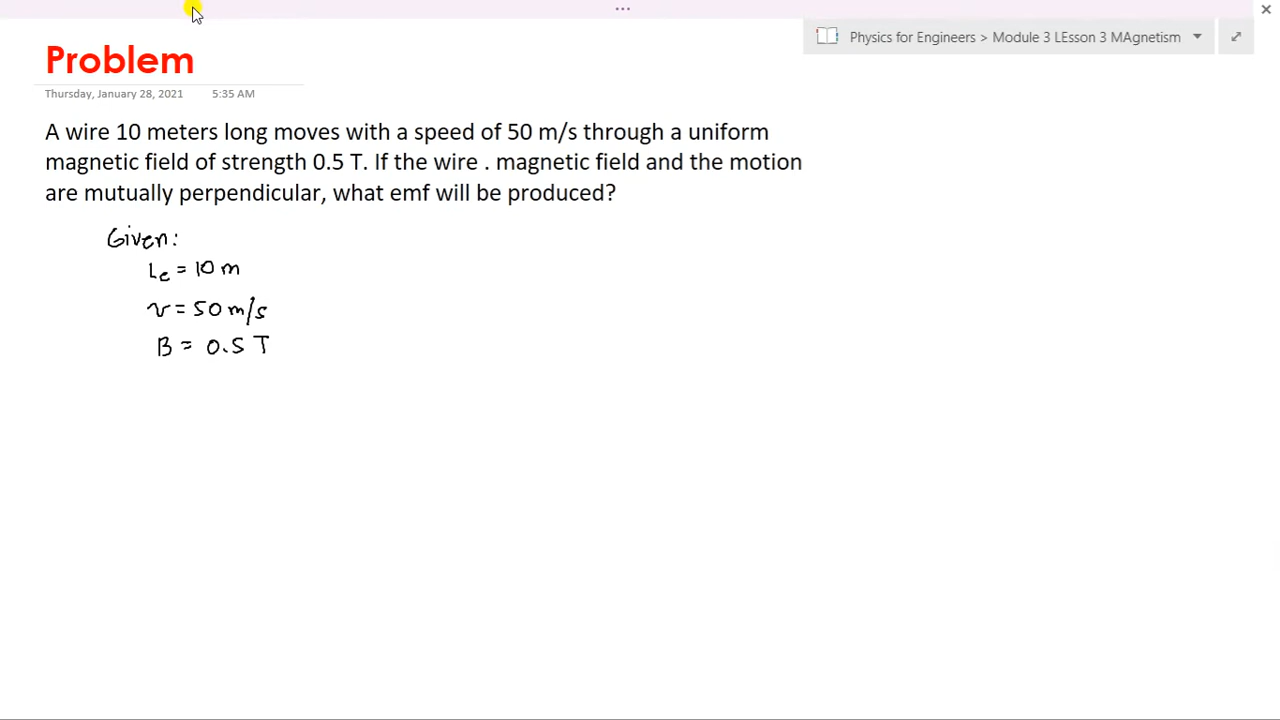 ...
Physics for Engineers > Module 3 LEsson 3 MAgnetism
Problem
Thursday, January 28, 2021 5:35 AM
A wire 10 meters long moves with a speed of 50 m/s through a uniform
magnetic field of strength 0.5 T. If the wire . magnetic field and the motion
are mutually perpendicular, what emf will be produced?
Given:
Le = 10 m
v = 50 m/s
B = 0.5 T